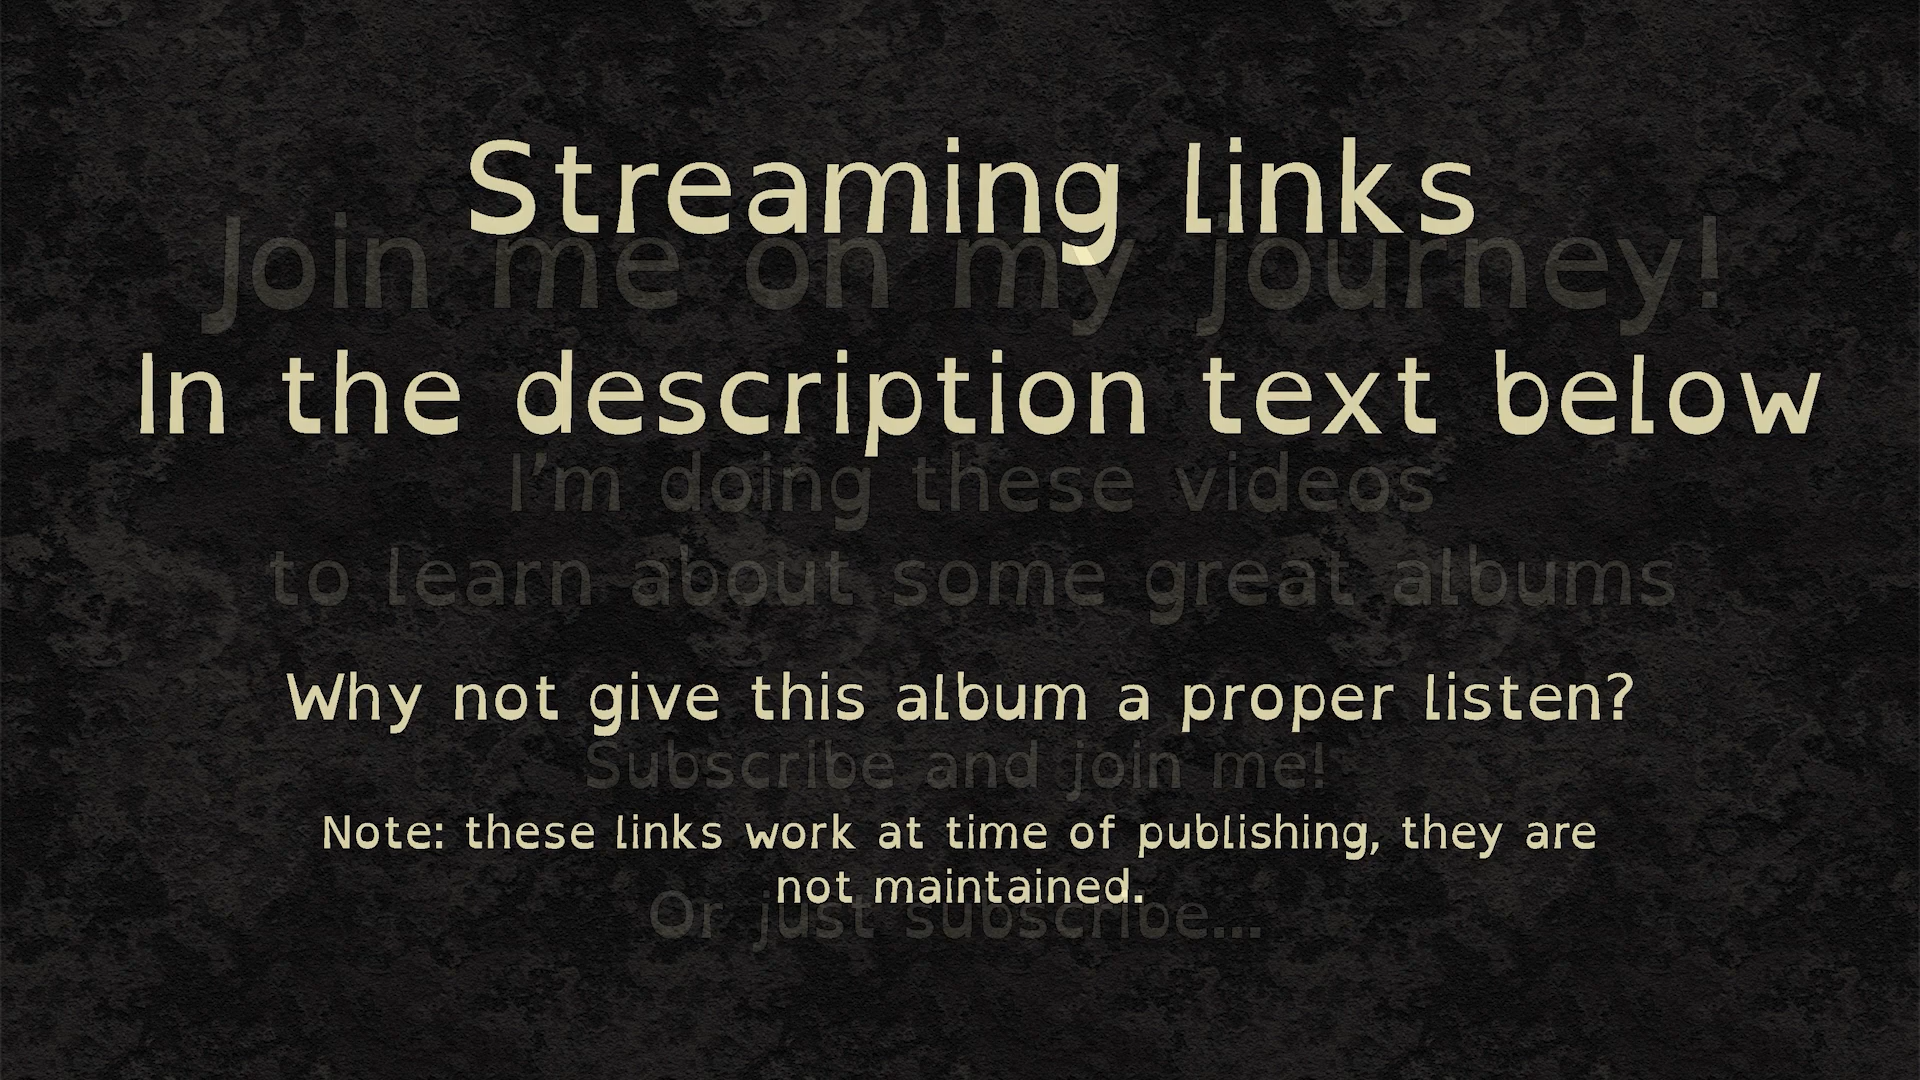 Streaming links
Join me on my journey!
In the description text below
I'm doing these videos
to learn about some great albums
Why not give this album a proper listen?
Subscribe and join me!
Note: these links work at time of publishing, they are
not maintained.
Or just subscribe...